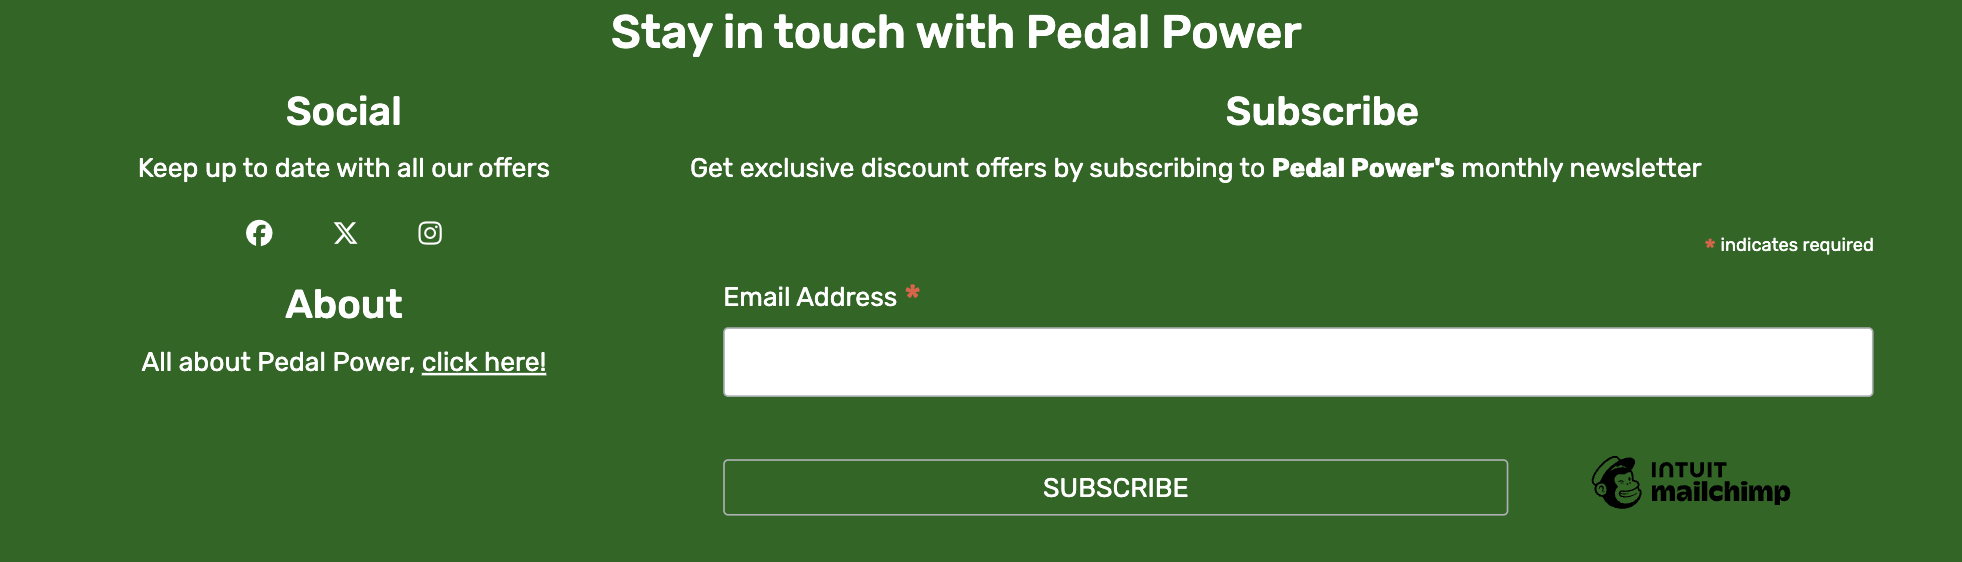 Stay in touch with Pedal Power
Social
Keep up to date with all our offers
About
All about Pedal Power, click here!
Subscribe
Get exclusive discount offers by subscribing to Pedal Power's monthly newsletter
* indicates required
Email Address *
SUBSCRIBE
INTUIT
mailchimp